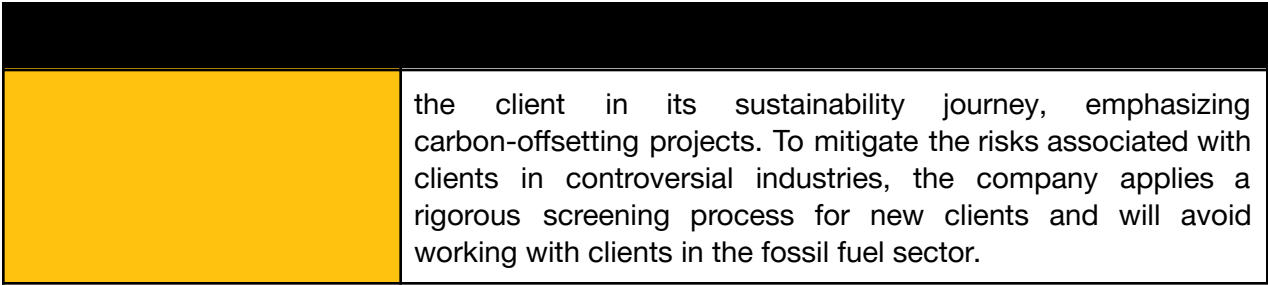 the client in its sustainability journey, emphasizing
carbon-offsetting projects. To mitigate the risks associated with
clients in controversial industries, the company applies a
rigorous screening process for new clients and will avoid
working with clients in the fossil fuel sector.